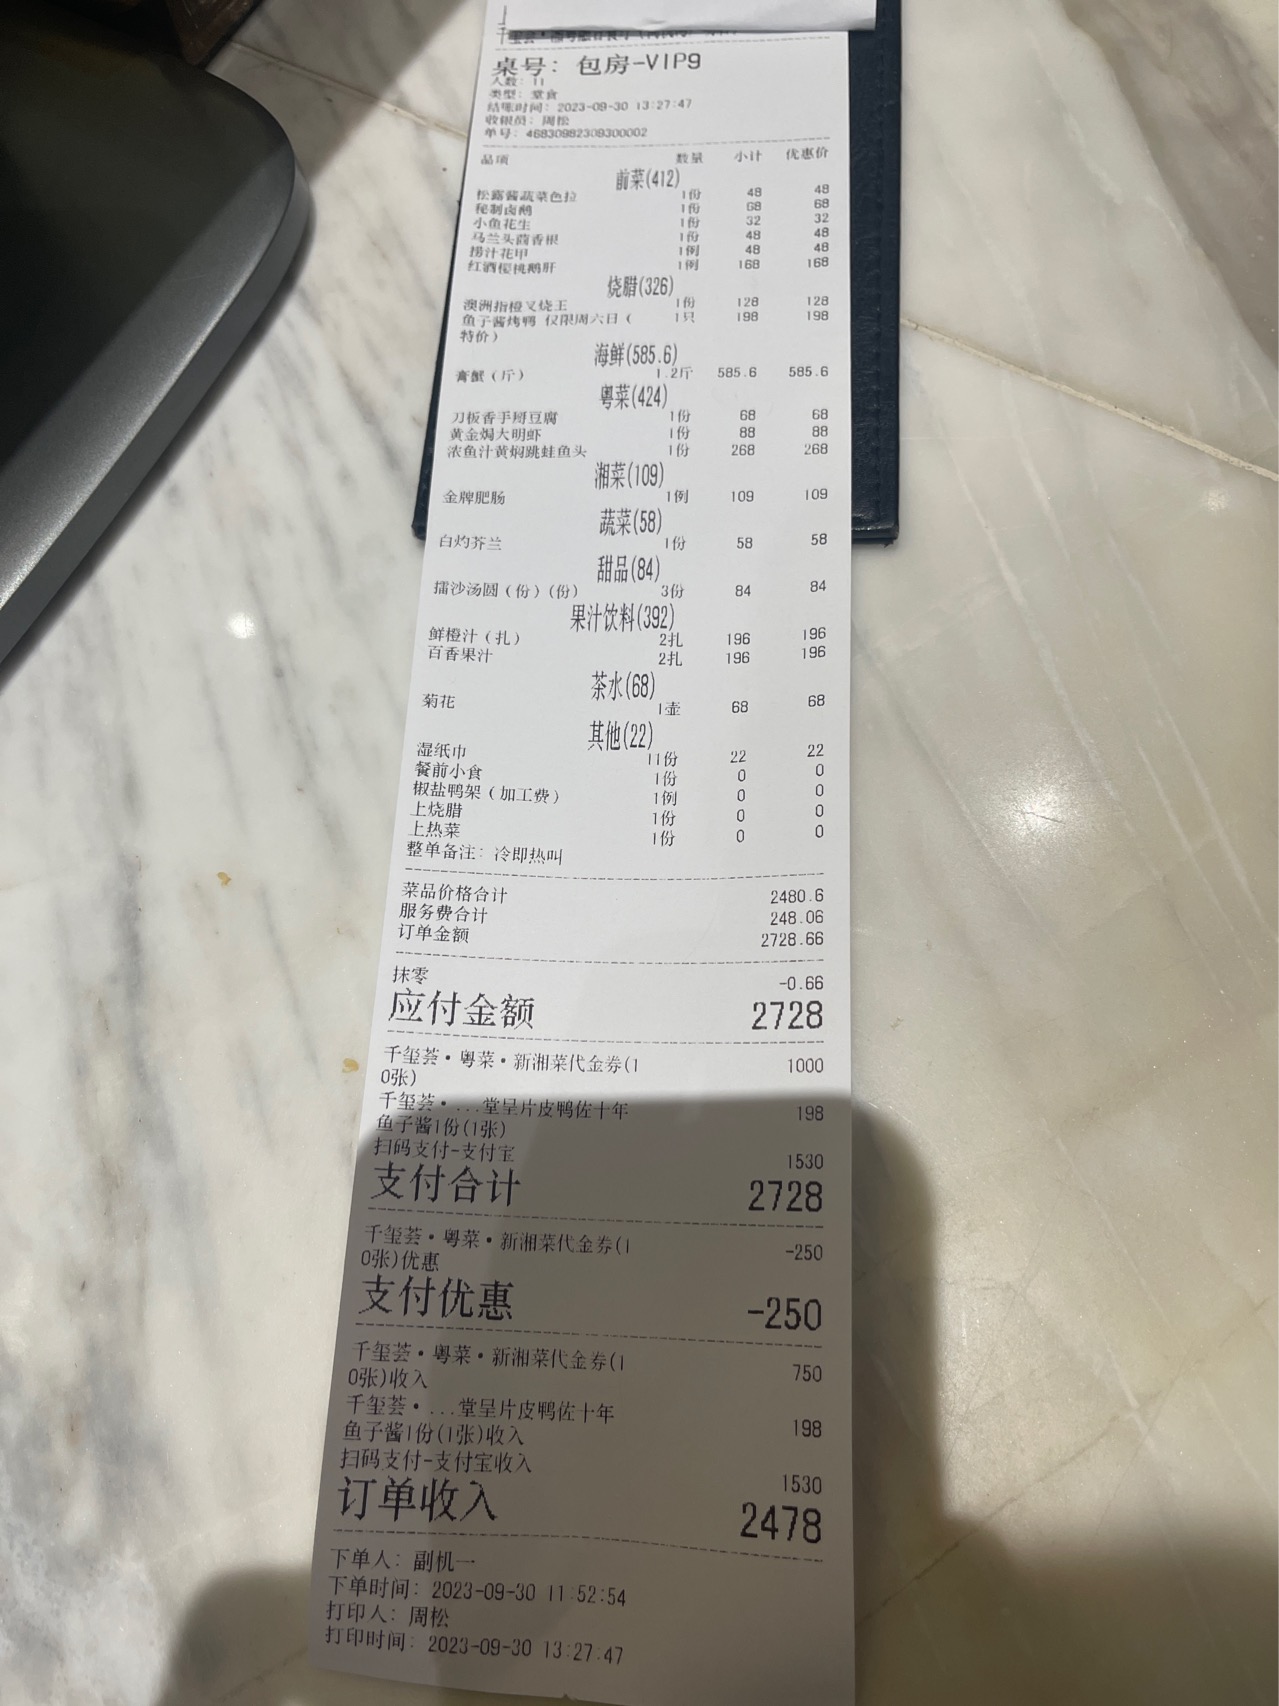 桌号: 包房-VIP9
人数: 11
类型: 堂食
结账时间: 2023-09-30 13:27:47
收银员: 周松
单号: 46830982309300002
品项 数量 小计 优惠价
前菜(412)
松露酱蔬菜色拉 1份 48 48
秘制卤鹅 1份 68 68
小鱼花生 1份 32 32
马兰头茴香根 1份 48 48
捞汁花甲 1例 48 48
红酒樱桃鹅肝 1例 168 168
烧腊(326)
澳洲指橙叉烧王 1份 128 128
鱼子酱烤鸭 仅限周六日( 1只 198 198
特价)
海鲜(585.6)
膏蟹(斤) 1.2斤 585.6 585.6
粤菜(424)
刀板香手掰豆腐 1份 68 68
黄金焗大明虾 1份 88 88
浓鱼汁黄焖跳蛙鱼头 1份 268 268
湘菜(109)
金牌肥肠 1例 109 109
蔬菜(58)
白灼芥兰 1份 58 58
甜品(84)
擂沙汤圆(份)(份) 3份 84 84
果汁饮料(392)
鲜橙汁(扎) 2扎 196 196
百香果汁 2扎 196 196
茶水(68)
菊花 1壶 68 68
其他(22)
湿纸巾 11份 22 22
餐前小食 1份 0 0
椒盐鸭架(加工费) 1例 0 0
上烧腊 1份 0 0
上热菜 1份 0 0
整单备注: 冷即热叫
菜品价格合计 2480.6
服务费合计 248.06
订单金额 2728.66
抹零 -0.66
应付金额 2728
千玺荟·粤菜·新湘菜代金券(1 1000
0张)
千玺荟·...堂呈片皮鸭佐十年 198
鱼子酱1份(1张)
扫码支付-支付宝 1530
支付合计 2728
千玺荟·粤菜·新湘菜代金券(1 -250
0张)优惠
支付优惠 -250
千玺荟·粤菜·新湘菜代金券(1 750
0张)收入
千玺荟·...堂呈片皮鸭佐十年 198
鱼子酱1份(1张)收入
扫码支付-支付宝收入 1530
订单收入 2478
下单人: 副机一
下单时间: 2023-09-30 11:52:54
打印人: 周松
打印时间: 2023-09-30 13:27:47